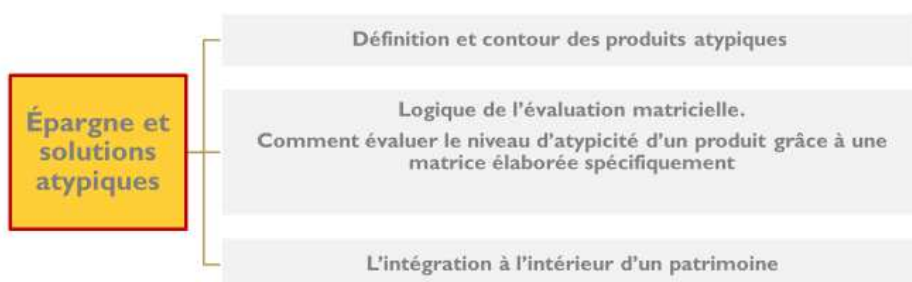 Épargne et
solutions
atypiques
Définition et contour des produits atypiques
Logique de l'évaluation matricielle.
Comment évaluer le niveau d'atypicité d'un produit grâce à une
matrice élaborée spécifiquement
L'intégration à l'intérieur d'un patrimoine